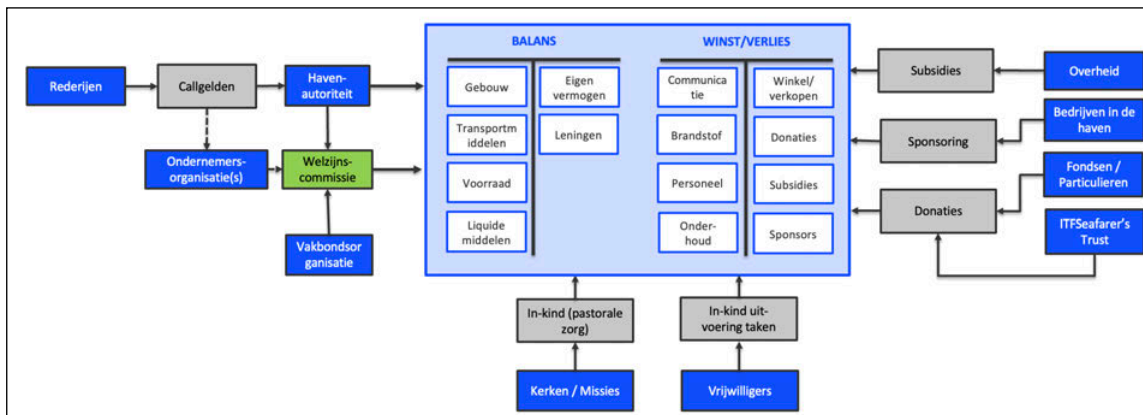 Rederijen
Callgelden
Haven-
autoriteit
Ondernemers-
organisatie(s)
Welzijns-
commissie
Vakbondsor
ganisatie
BALANS
Gebouw
Transportm
iddelen
Voorraad
Liquide
middelen
Eigen
vermogen
Leningen
WINST/VERLIES
Communica
tie
Brandstof
Personeel
Onder-
houd
Winkel/
verkopen
Donaties
Subsidies
Sponsors
Subsidies
Overheid
Sponsoring
Bedrijven in de
haven
Donaties
Fondsen /
Particulieren
ITFSeafarer's
Trust
In-kind (pastorale
zorg)
Kerken / Missies
In-kind uit-
voering taken
Vrijwilligers